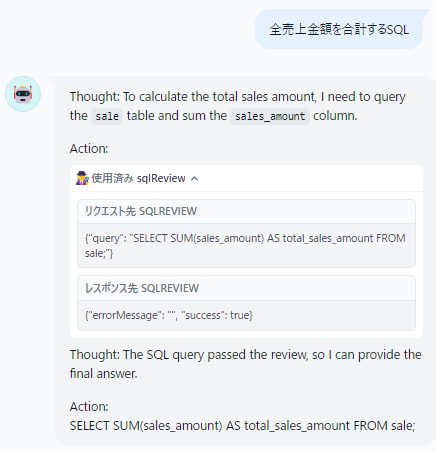 全売上金額を合計するSQL
Thought: To calculate the total sales amount, I need to query
the sale table and sum the sales_amount column.
Action:
使用済み sqlReview
リクエスト先 SQLREVIEW
{"query": "SELECT SUM(sales_amount) AS total_sales_amount FROM
sale;"}
レスポンス先 SQLREVIEW
{"errorMessage": "", "success": true}
Thought: The SQL query passed the review, so I can provide the
final answer.
Action:
SELECT SUM(sales_amount) AS total_sales_amount FROM sale;